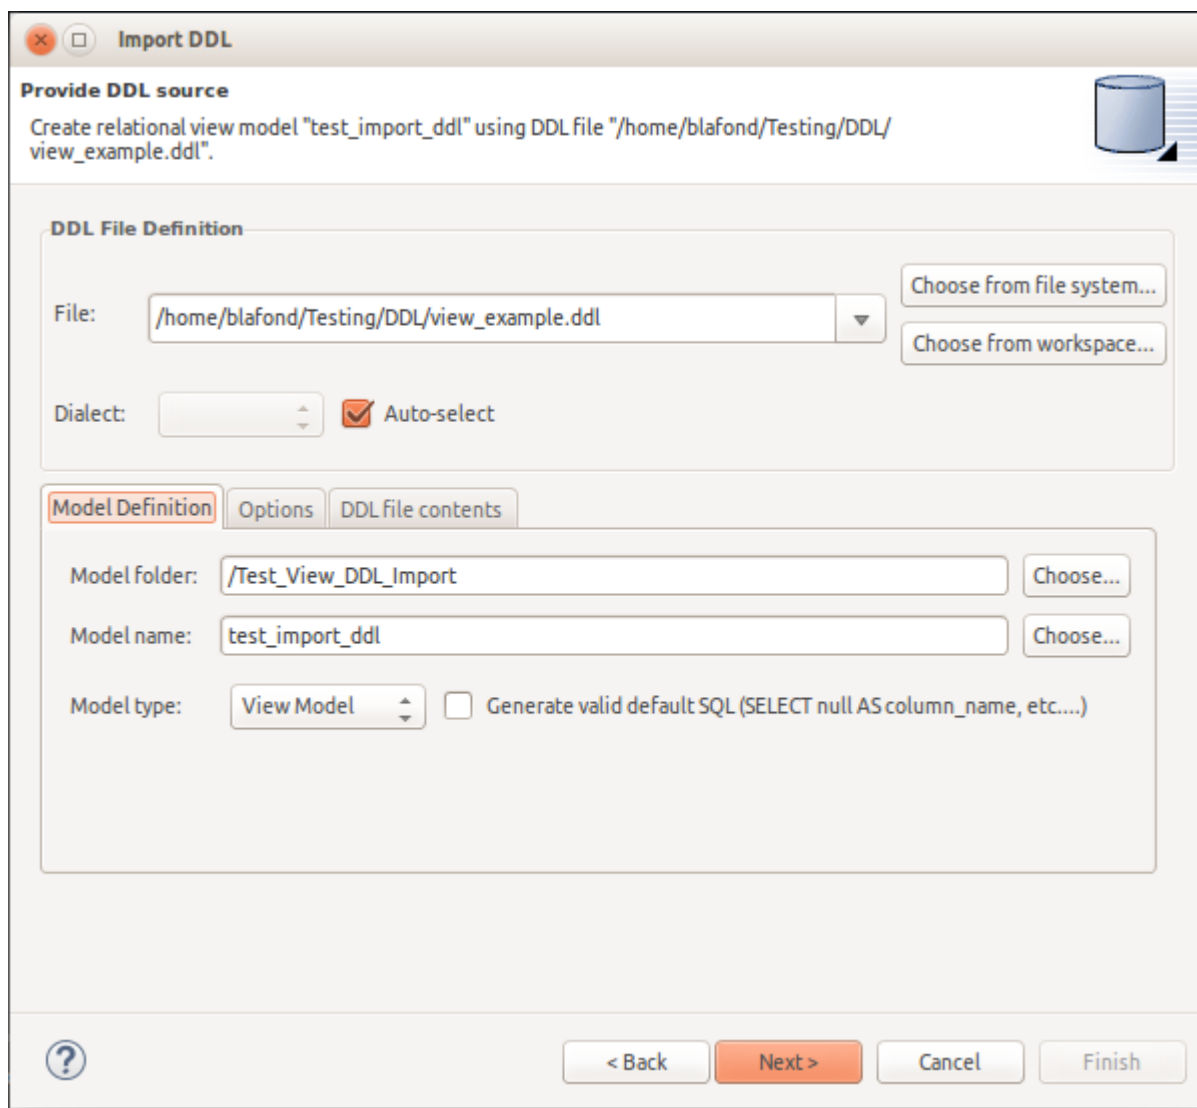 Import DDL
Provide DDL source
Create relational view model "test_import_ddl" using DDL file "/home/blafond/Testing/DDL/
view_example.ddl".
DDL File Definition
File:
/home/blafond/Testing/DDL/view_example.ddl
Choose from file system...
Choose from workspace...
Dialect:
Auto-select
Model Definition
Options
DDL file contents
Model folder:
/Test_View_DDL_Import
Choose...
Model name:
test_import_ddl
Choose...
Model type:
View Model
Generate valid default SQL (SELECT null AS column_name, etc....)
?
< Back
Next >
Cancel
Finish